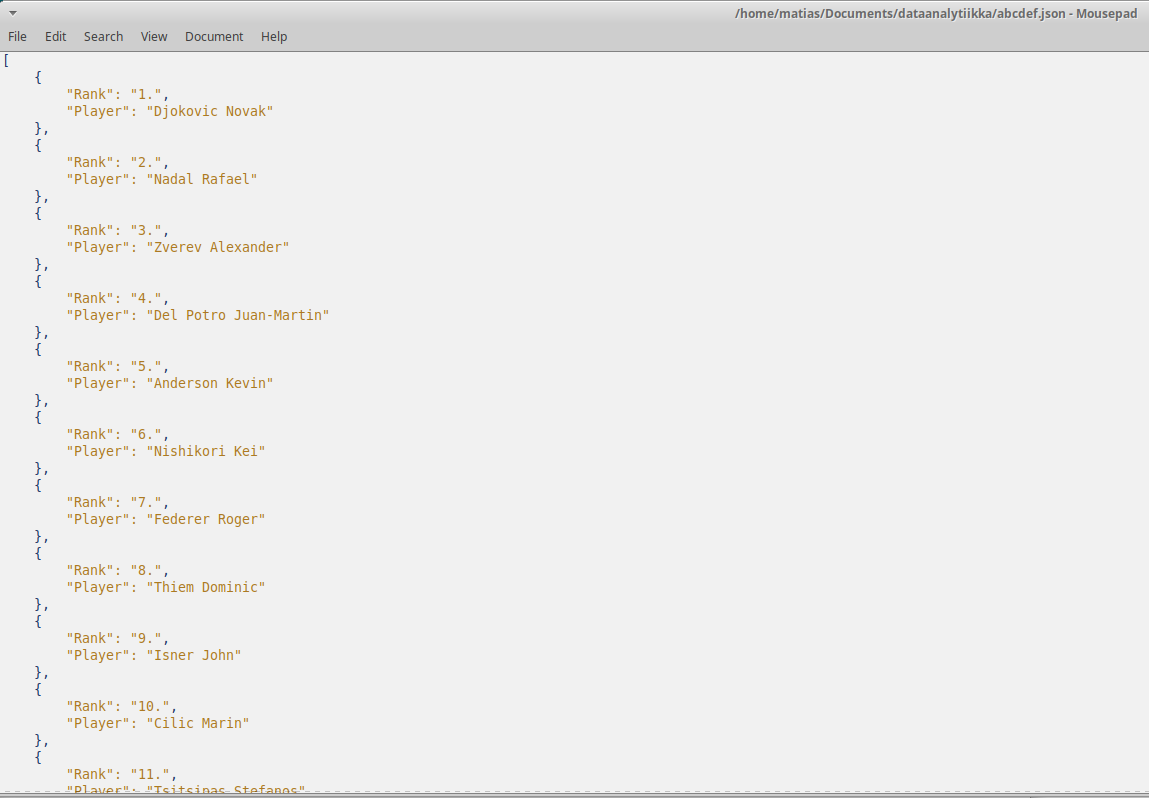 /home/matias/Documents/dataanalytiikka/abcdef.json - Mousepad
File Edit Search View Document Help
[
    {
        "Rank": "1.",
        "Player": "Djokovic Novak"
    },
    {
        "Rank": "2.",
        "Player": "Nadal Rafael"
    },
    {
        "Rank": "3.",
        "Player": "Zverev Alexander"
    },
    {
        "Rank": "4.",
        "Player": "Del Potro Juan-Martin"
    },
    {
        "Rank": "5.",
        "Player": "Anderson Kevin"
    },
    {
        "Rank": "6.",
        "Player": "Nishikori Kei"
    },
    {
        "Rank": "7.",
        "Player": "Federer Roger"
    },
    {
        "Rank": "8.",
        "Player": "Thiem Dominic"
    },
    {
        "Rank": "9.",
        "Player": "Isner John"
    },
    {
        "Rank": "10.",
        "Player": "Cilic Marin"
    },
    {
        "Rank": "11.",
        "Player": "Tsitsipas Stefanos"